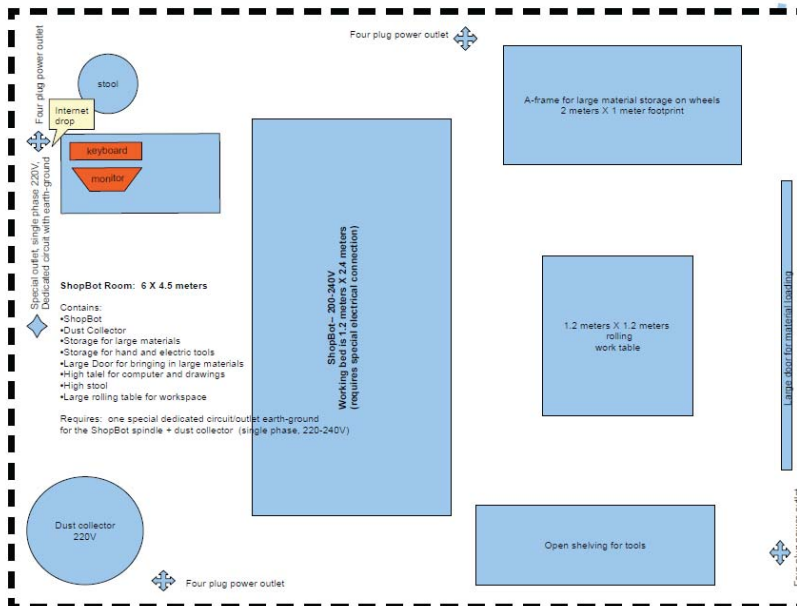 Four plug power outlet
Four plug power outlet
stool
A-frame for large material storage on wheels
2 meters X 1 meter footprint
Internet
drop
keyboard
monitor
Special outlet, single phase 220V,
Dedicated circuit with earth-ground
ShopBot Room: 6 X 4.5 meters
Contains:
•ShopBot
•Dust Collector
•Storage for large materials
•Storage for hand and electric tools
•Large Door for bringing in large materials
•High talel for computer and drawings
•High stool
•Large rolling table for workspace
Requires: one special dedicated circuit/outlet earth-ground
for the ShopBot spindle + dust collector (single phase, 220-240V)
ShopBot-- 200-240V
Working bed is 1.2 meters X 2.4 meters
(requires special electrical connection)
1.2 meters X 1.2 meters
rolling
work table
Large door for material loading
Dust collector
220V
Open shelving for tools
Four plug power outlet
Four plug power outlet